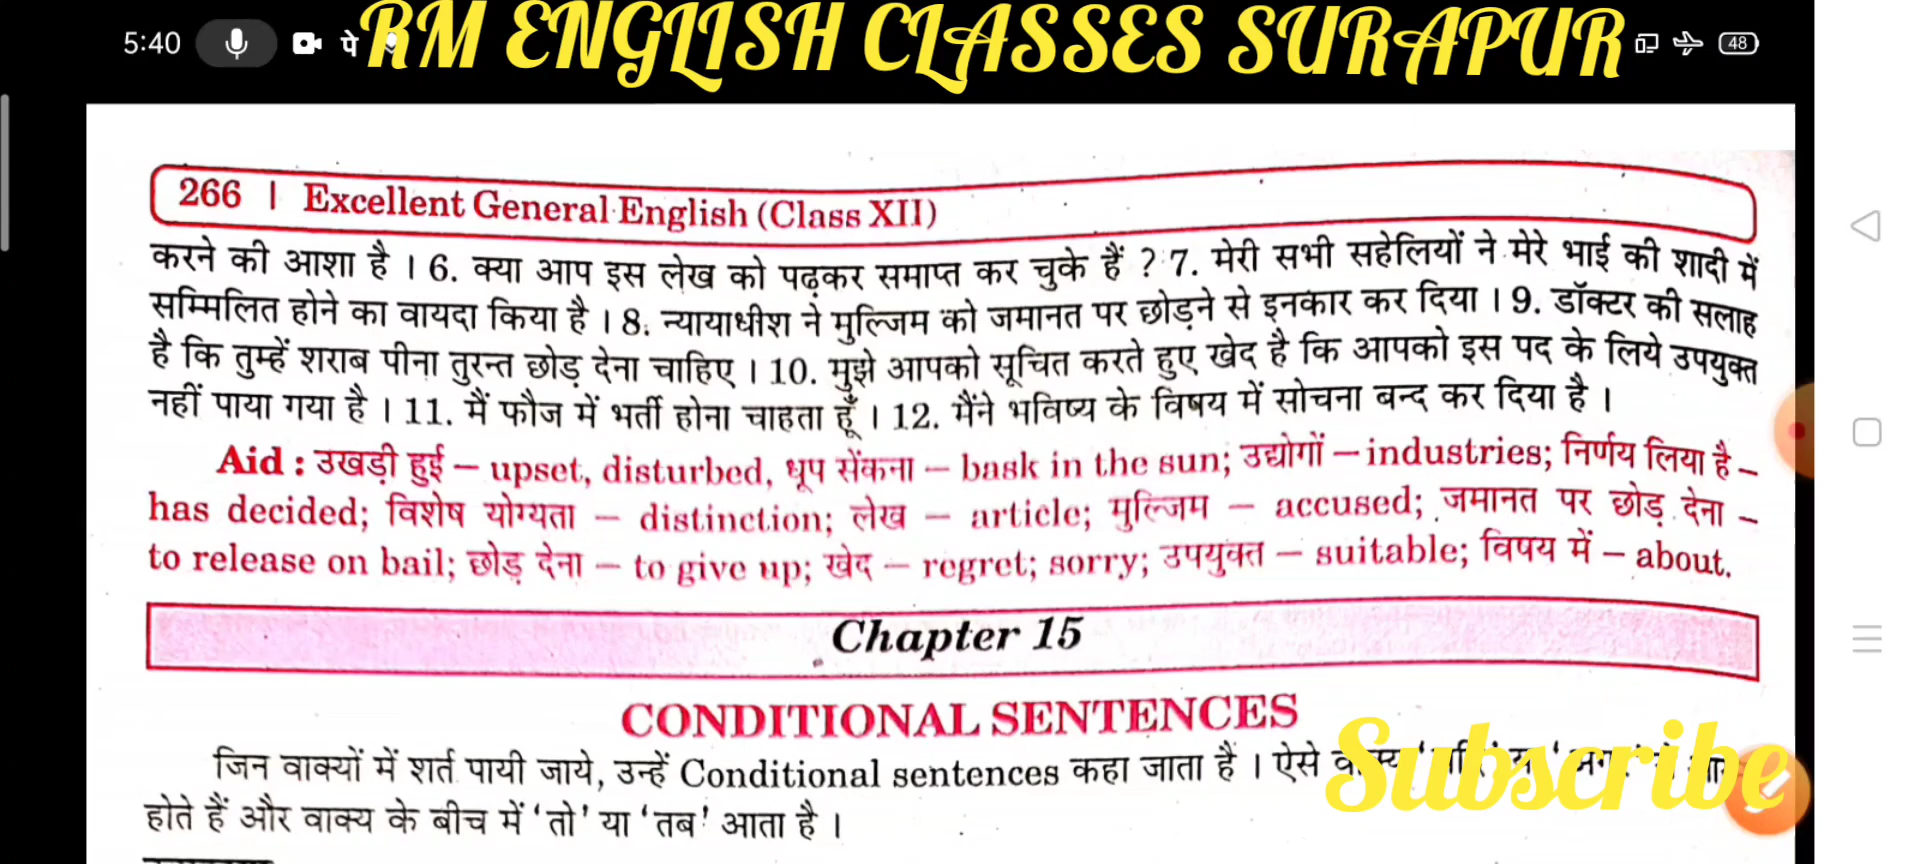 5:40 पे RM ENGLISH CLASSES SURAPUR 48
266 | Excellent General English (Class XII)
करने की आशा है । 6. क्या आप इस लेख को पढ़कर समाप्त कर चुके हैं ? 7. मेरी सभी सहेलियों ने मेरे भाई की शादी में
सम्मिलित होने का वायदा किया है । 8. न्यायाधीश ने मुल्जिम को जमानत पर छोड़ने से इनकार कर दिया । 9. डॉक्टर की सलाह
है कि तुम्हें शराब पीना तुरन्त छोड़ देना चाहिए । 10. मुझे आपको सूचित करते हुए खेद है कि आपको इस पद के लिये उपयुक्त
नहीं पाया गया है । 11. मैं फौज में भर्ती होना चाहता हूँ । 12. मैंने भविष्य के विषय में सोचना बन्द कर दिया है ।
Aid : उखड़ी हुई – upset, disturbed, धूप सेंकना – bask in the sun; उद्योगों – industries; निर्णय लिया है –
has decided; विशेष योग्यता – distinction; लेख – article; मुल्जिम – accused; जमानत पर छोड़ देना –
to release on bail; छोड़ देना – to give up; खेद – regret; sorry; उपयुक्त – suitable; विषय में – about.
Chapter 15
CONDITIONAL SENTENCES
जिन वाक्यों में शर्त पायी जाये, उन्हें Conditional sentences कहा जाता है । ऐसे
Subscribe
होते हैं और वाक्य के बीच में ‘तो’ या ‘तब’ आता है ।